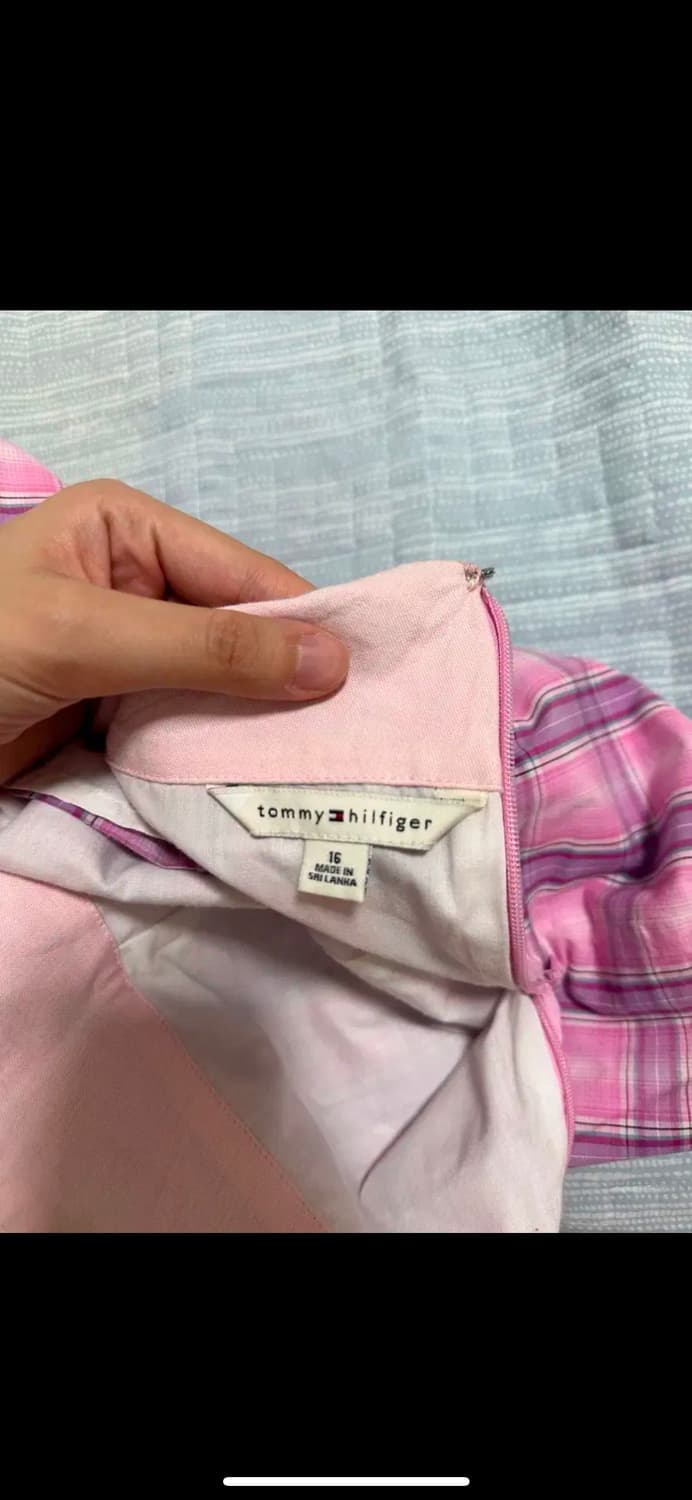 tommy hilfiger
16
MADE IN
SRI LANKA